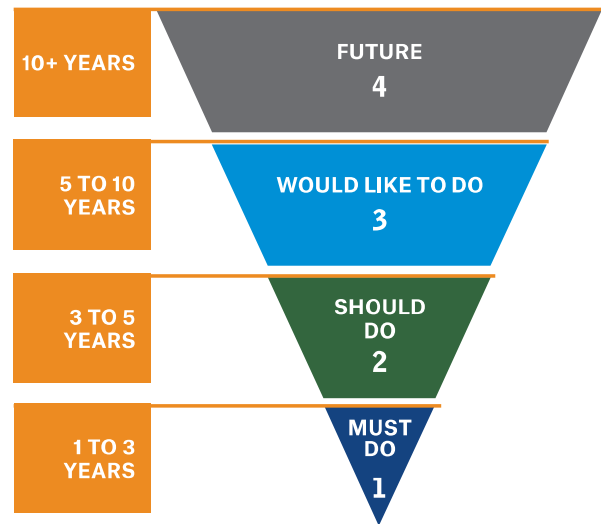 10+ YEARS
FUTURE
4
5 TO 10
YEARS
WOULD LIKE TO DO
3
3 TO 5
YEARS
SHOULD
DO
2
1 TO 3
YEARS
MUST
DO
1